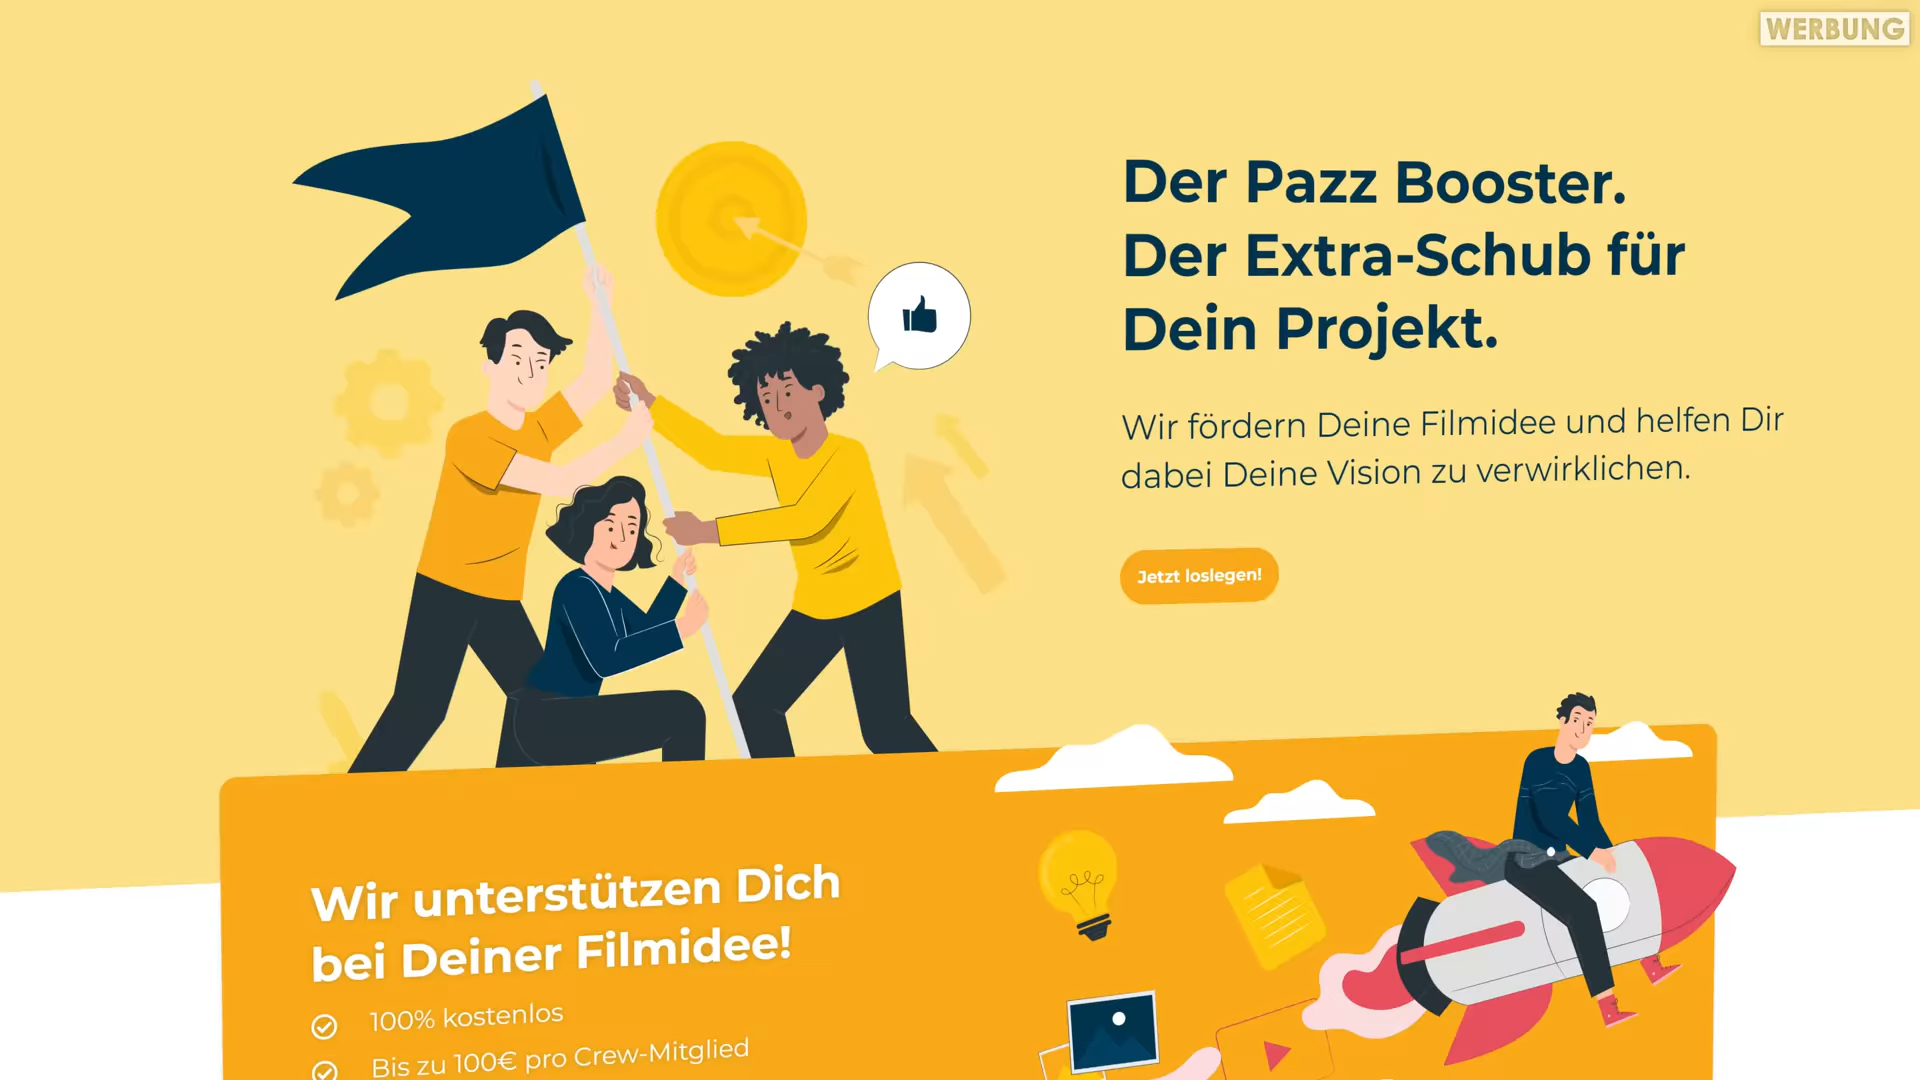 WERBUNG
Der Pazz Booster.
Der Extra-Schub für
Dein Projekt.
Wir fördern Deine Filmidee und helfen Dir
dabei Deine Vision zu verwirklichen.
Jetzt loslegen!
Wir unterstützen Dich
bei Deiner Filmidee!
100% kostenlos
Bis zu 100€ pro Crew-Mitglied